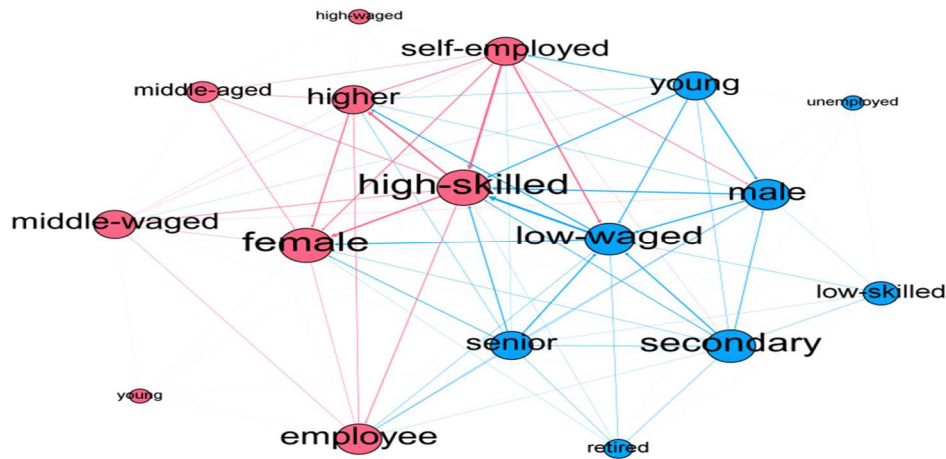 high-waged
self-employed
middle-aged
higher
young
unemployed
high-skilled
male
middle-waged
female
low-waged
low-skilled
senior
secondary
young
employee
retired